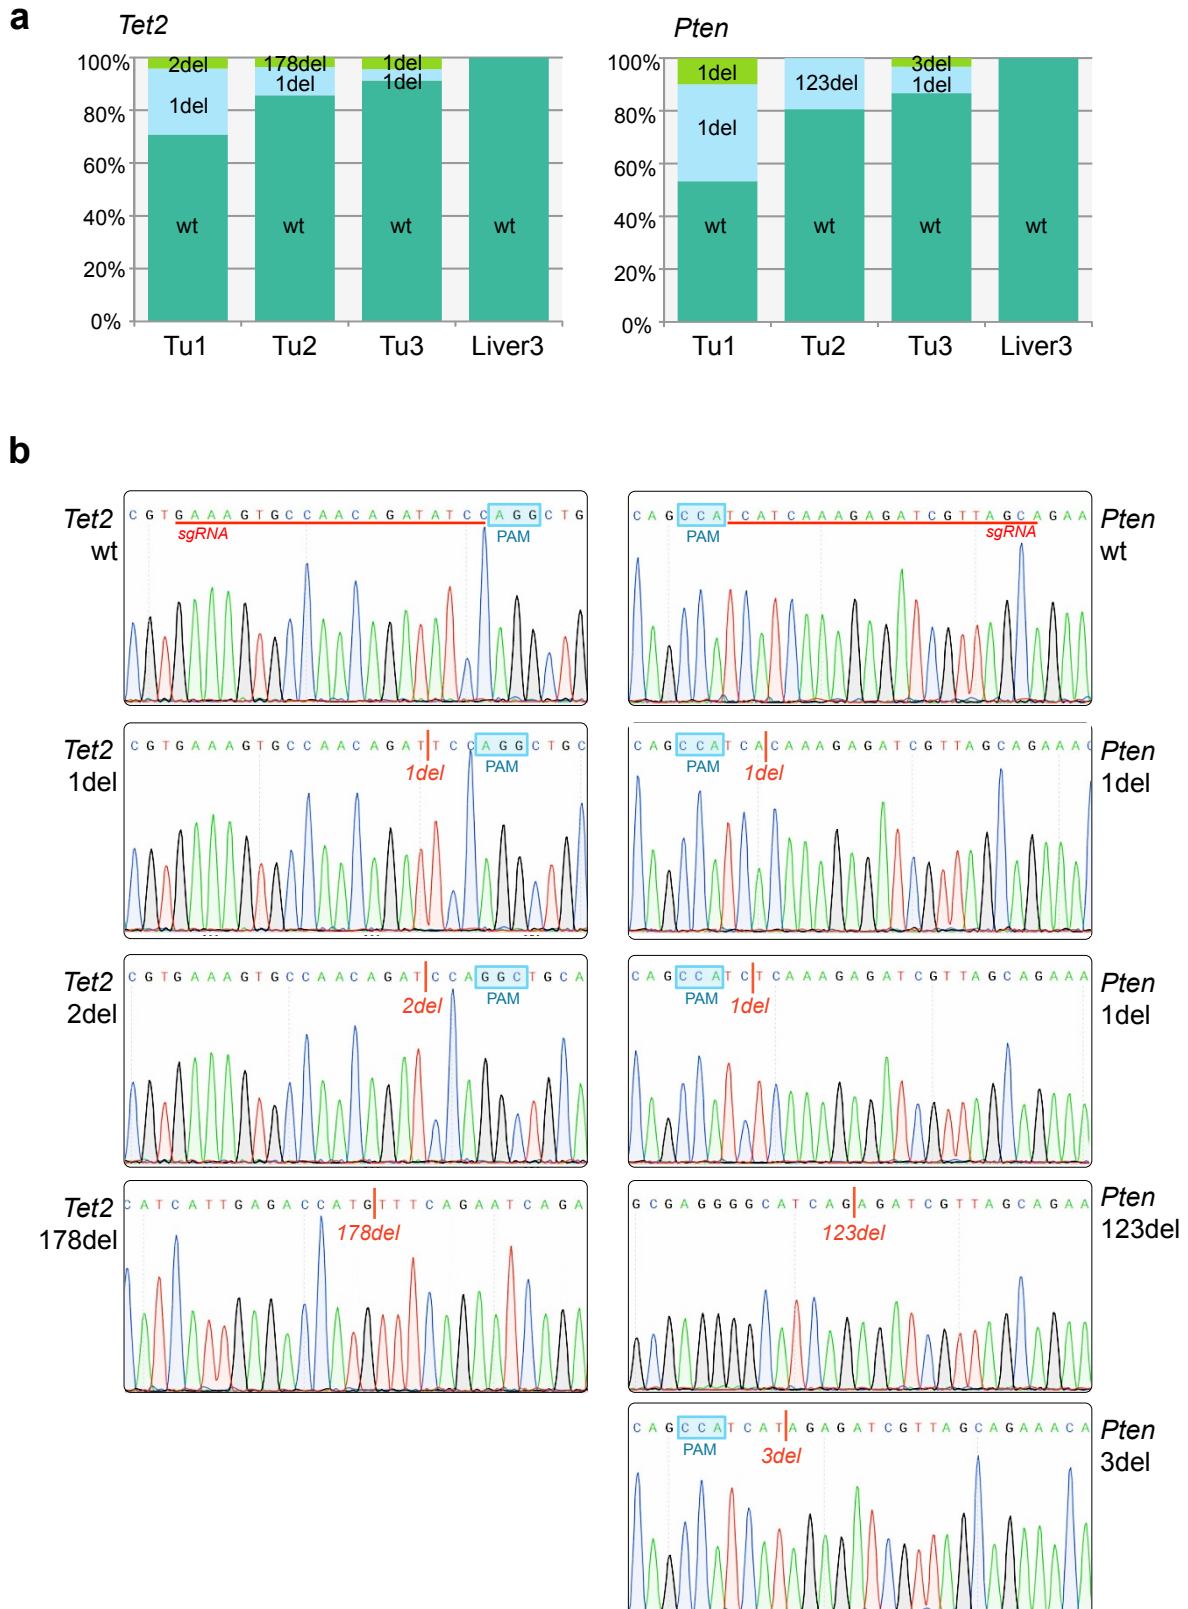 a
Tet2
100%
80%
60%
40%
20%
0%
2del
1del
wt
178del
1del
wt
1del
1del
wt
wt
Tu1 Tu2 Tu3 Liver3
Pten
100%
80%
60%
40%
20%
0%
1del
1del
wt
123del
wt
3del
1del
wt
wt
Tu1 Tu2 Tu3 Liver3
b
Tet2
wt
C G T G A A A G T G C C A A C A G A T A T C C A G G C T G
sgRNA
PAM
C A G C C A T C A T C A A A G A G A T C G T T A G C A G A A
PAM
sgRNA
Pten
wt
Tet2
1del
C G T G A A A G T G C C A A C A G A T T C C A G G C T G C
1del
PAM
C A G C C A T C A C A A A G A G A T C G T T A G C A G A A A C
PAM
1del
Pten
1del
Tet2
2del
C G T G A A A G T G C C A A C A G A T C C A G G C T G C A
2del
PAM
C A G C C A T C T C A A A G A G A T C G T T A G C A G A A A
PAM
1del
Pten
1del
Tet2
178del
C A T C A T T G A G A C C A T G T T T C A G A A T C A G A
178del
G C G A G G G G C A T C A G A G A T C G T T A G C A G A A
123del
Pten
123del
C A G C C A T C A T A G A G A T C G T T A G C A G A A A C A
PAM
3del
Pten
3del